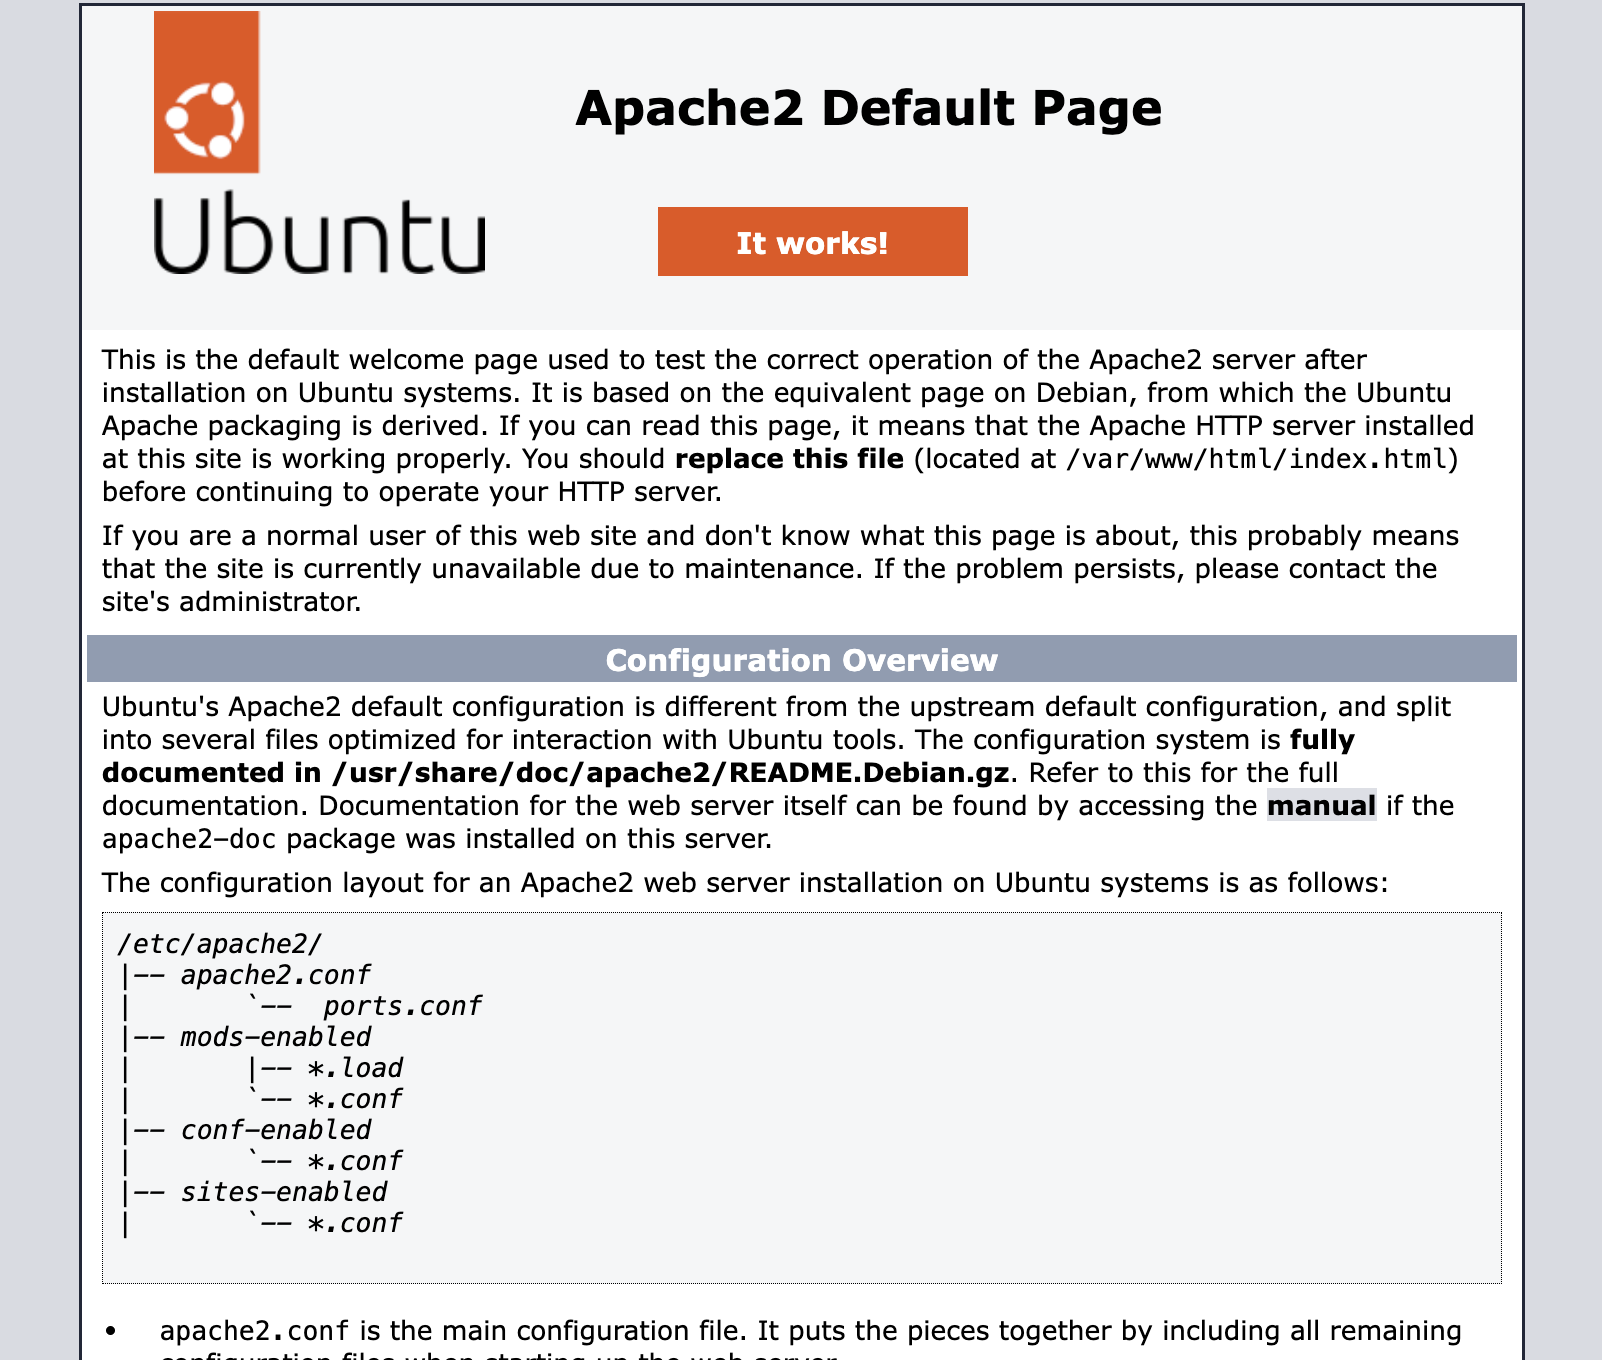 Ubuntu
Apache2 Default Page
It works!
This is the default welcome page used to test the correct operation of the Apache2 server after
installation on Ubuntu systems. It is based on the equivalent page on Debian, from which the Ubuntu
Apache packaging is derived. If you can read this page, it means that the Apache HTTP server installed
at this site is working properly. You should replace this file (located at /var/www/html/index.html)
before continuing to operate your HTTP server.
If you are a normal user of this web site and don't know what this page is about, this probably means
that the site is currently unavailable due to maintenance. If the problem persists, please contact the
site's administrator.
Configuration Overview
Ubuntu's Apache2 default configuration is different from the upstream default configuration, and split
into several files optimized for interaction with Ubuntu tools. The configuration system is fully
documented in /usr/share/doc/apache2/README.Debian.gz. Refer to this for the full
documentation. Documentation for the web server itself can be found by accessing the manual if the
apache2-doc package was installed on this server.
The configuration layout for an Apache2 web server installation on Ubuntu systems is as follows:
/etc/apache2/
|-- apache2.conf
|       `--  ports.conf
|-- mods-enabled
|       |-- *.load
|       `-- *.conf
|-- conf-enabled
|       `-- *.conf
|-- sites-enabled
|       `-- *.conf
• apache2.conf is the main configuration file. It puts the pieces together by including all remaining
configuration files when starting up the web server.